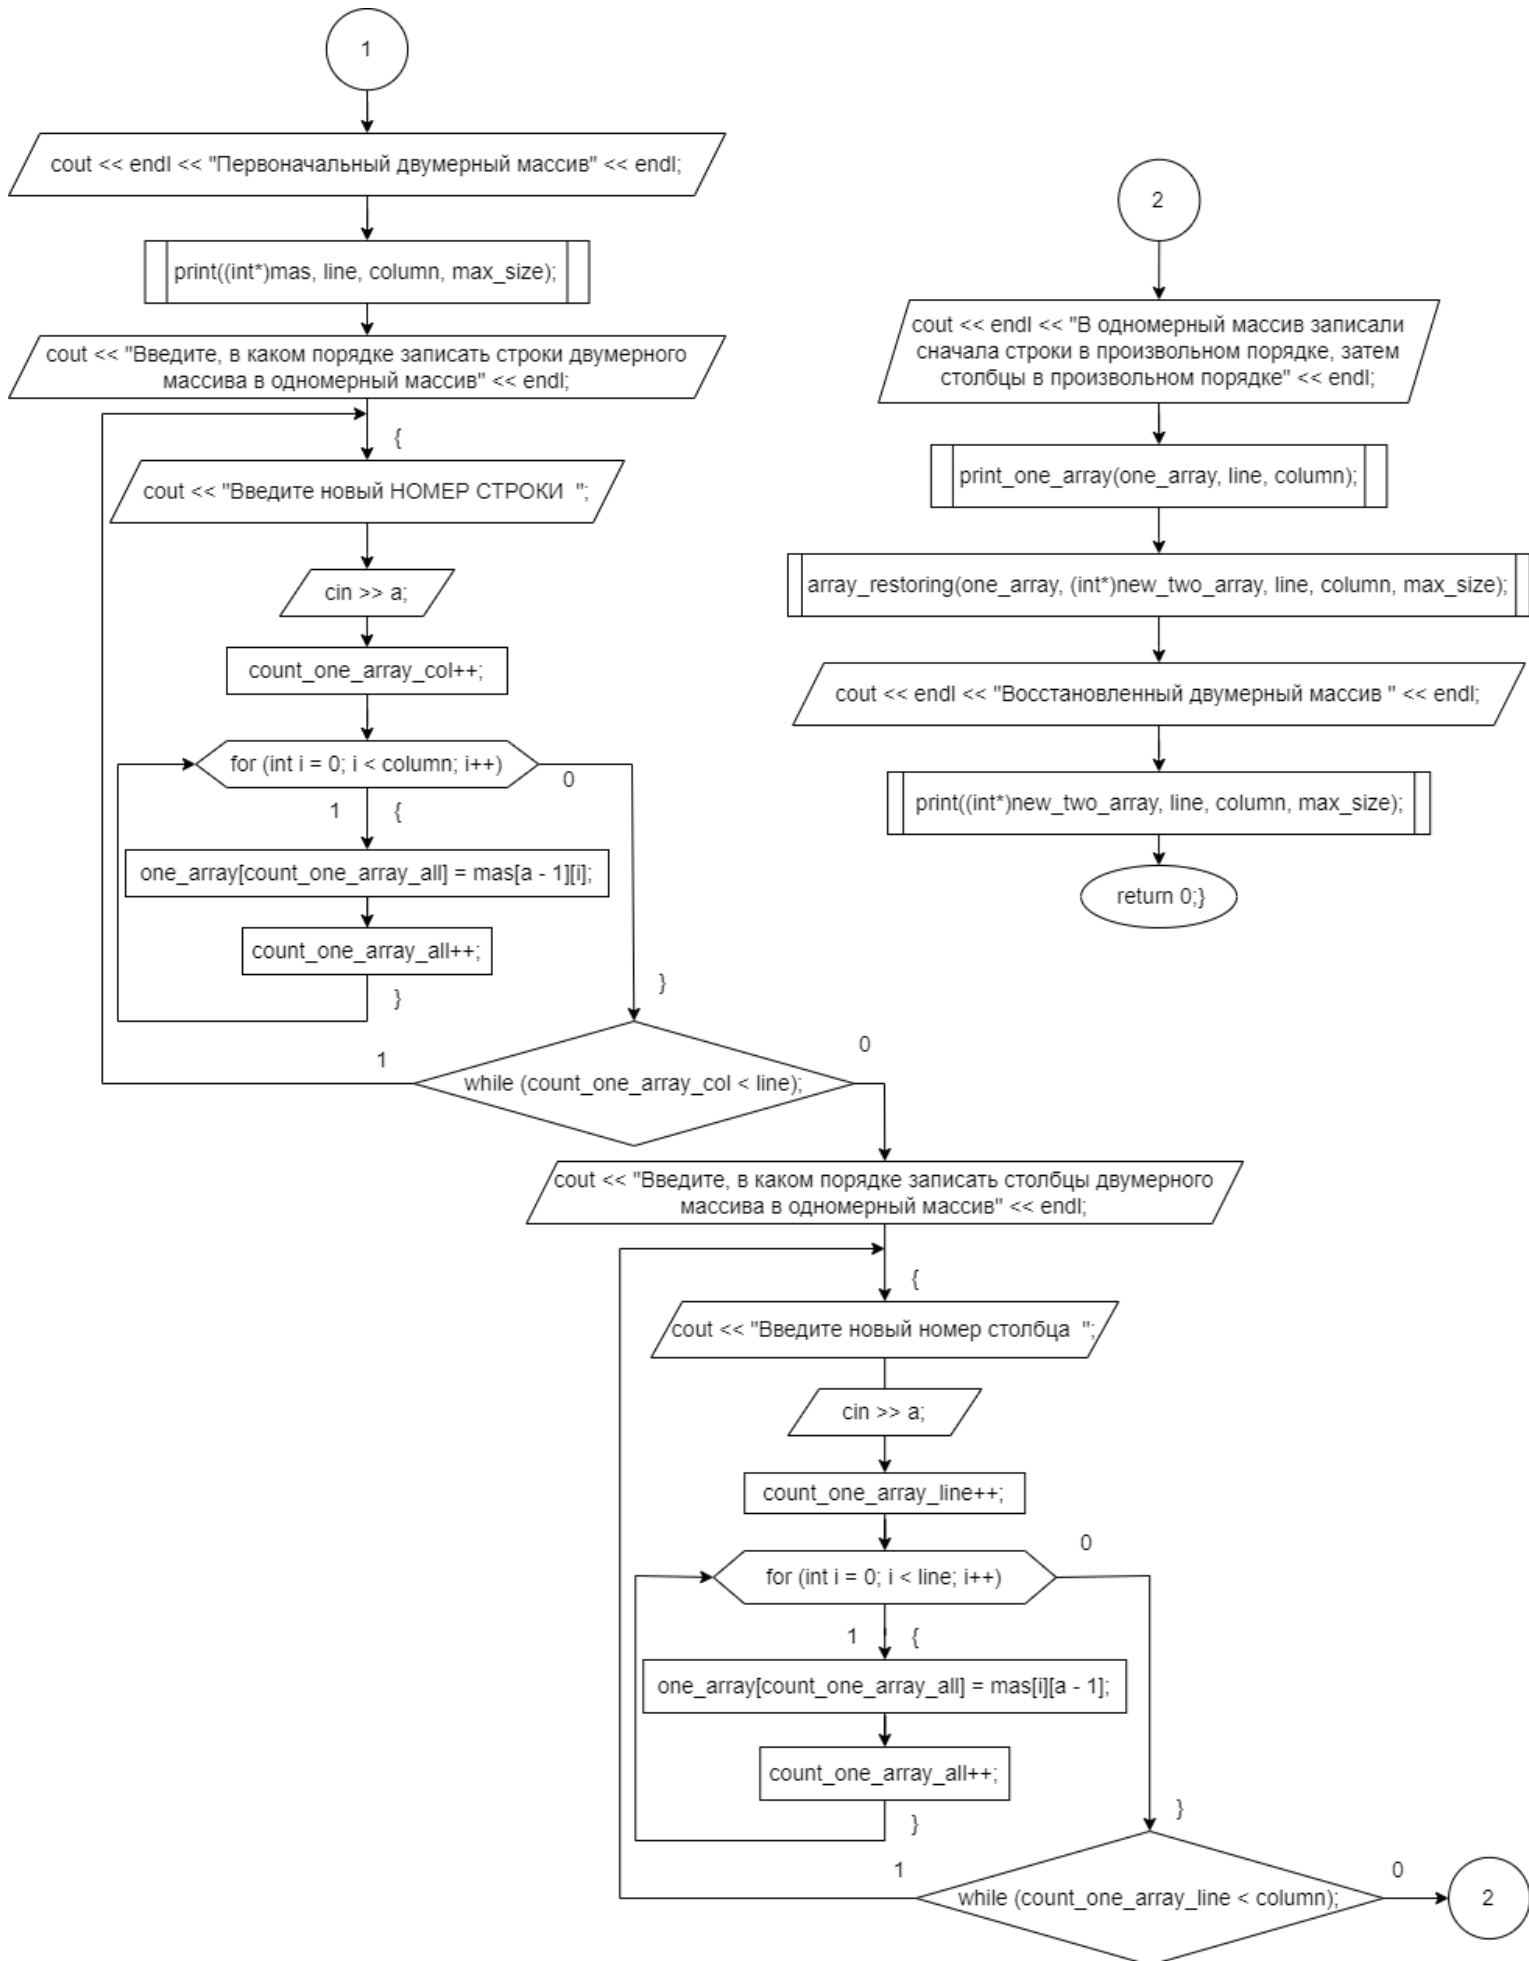 1
cout << endl << "Первоначальный двумерный массив" << endl;
print((int*)mas, line, column, max_size);
cout << "Введите, в каком порядке записать строки двумерного
массива в одномерный массив" << endl;
{
cout << "Введите новый НОМЕР СТРОКИ  ";
cin >> a;
count_one_array_col++;
for (int i = 0; i < column; i++)
0
1
{
one_array[count_one_array_all] = mas[a - 1][i];
count_one_array_all++;
}
}
1
while (count_one_array_col < line);
0
cout << "Введите, в каком порядке записать столбцы двумерного
массива в одномерный массив" << endl;
{
cout << "Введите новый номер столбца  ";
cin >> a;
count_one_array_line++;
for (int i = 0; i < line; i++)
0
1
{
one_array[count_one_array_all] = mas[i][a - 1];
count_one_array_all++;
}
}
1
while (count_one_array_line < column);
0
2
2
cout << endl << "В одномерный массив записали
сначала строки в произвольном порядке, затем
столбцы в произвольном порядке" << endl;
print_one_array(one_array, line, column);
array_restoring(one_array, (int*)new_two_array, line, column, max_size);
cout << endl << "Восстановленный двумерный массив " << endl;
print((int*)new_two_array, line, column, max_size);
return 0;}